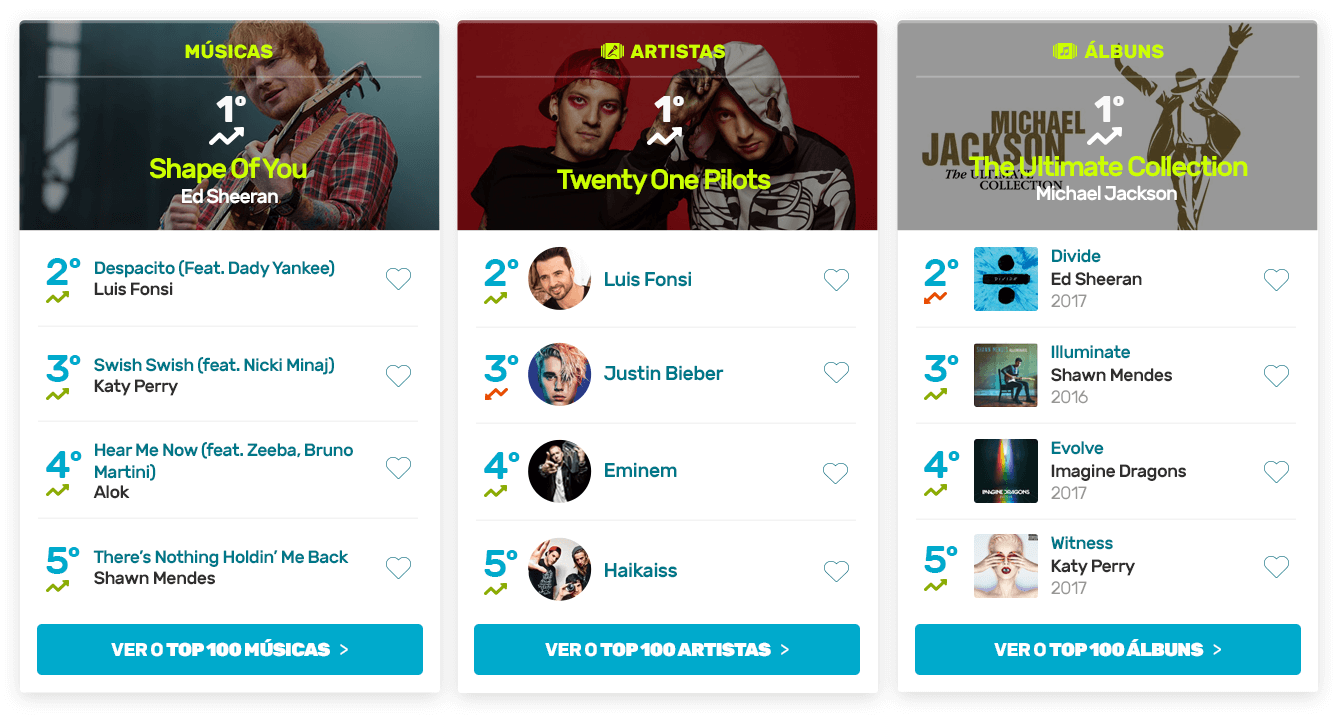 MÚSICAS
1º
Shape Of You
Ed Sheeran
2º
Despacito (Feat. Dady Yankee)
Luis Fonsi
3º
Swish Swish (feat. Nicki Minaj)
Katy Perry
4º
Hear Me Now (feat. Zeeba, Bruno
Martini)
Alok
5º
There’s Nothing Holdin’ Me Back
Shawn Mendes
VER O TOP 100 MÚSICAS >
ARTISTAS
1º
Twenty One Pilots
2º
Luis Fonsi
3º
Justin Bieber
4º
Eminem
5º
Haikaiss
VER O TOP 100 ARTISTAS >
ÁLBUNS
1º
MICHAEL
JACKSON
The ULTIMATE
COLLECTION
The Ultimate Collection
Michael Jackson
2º
DIVIDE
Divide
Ed Sheeran
2017
3º
SHAWN MENDES
Illuminate
Shawn Mendes
2016
4º
IMAGINE DRAGONS
Evolve
Imagine Dragons
2017
5º
Witness
Katy Perry
2017
VER O TOP 100 ÁLBUNS >